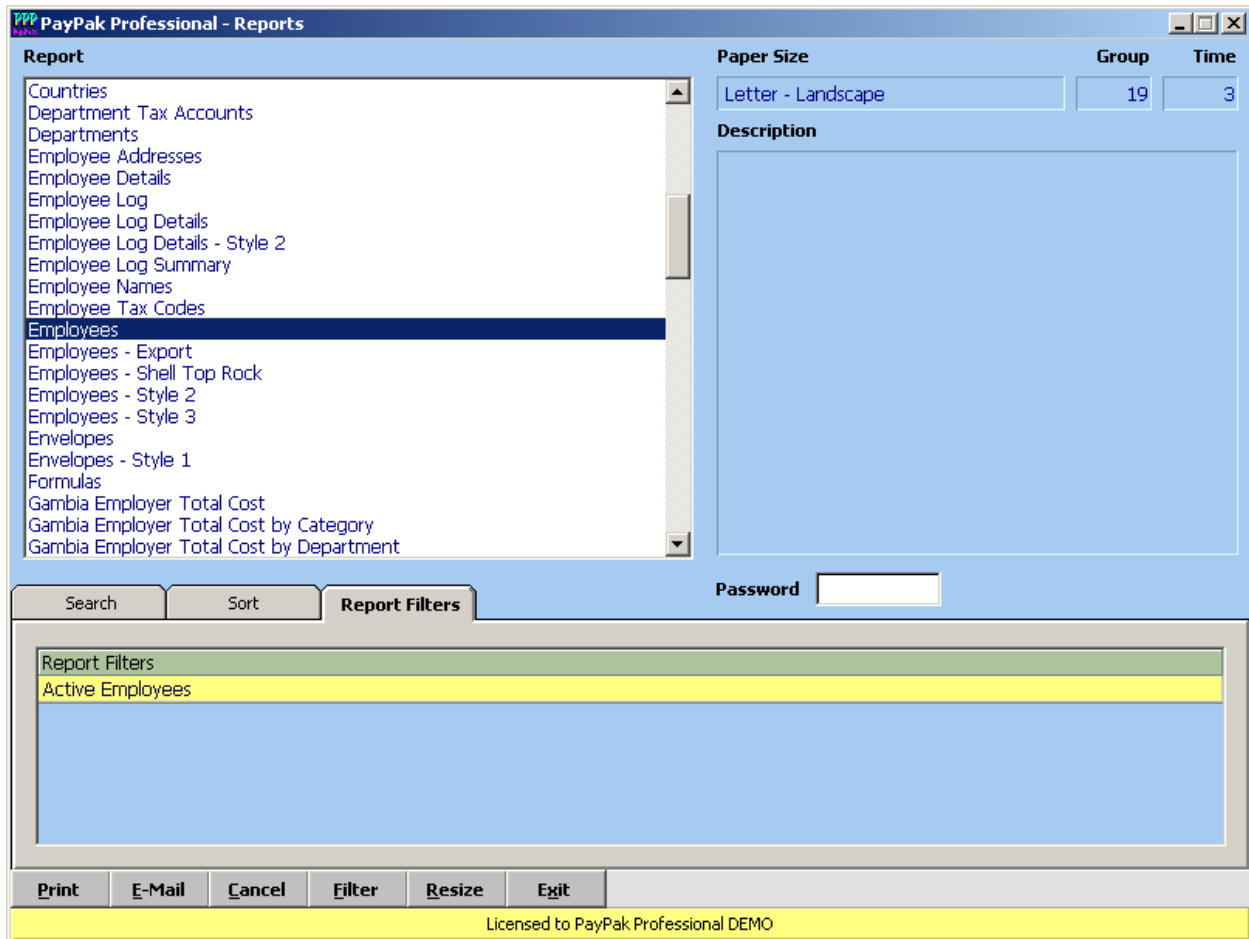 PayPak Professional - Reports
Report
Paper Size
Group
Time
Countries
Department Tax Accounts
Departments
Employee Addresses
Employee Details
Employee Log
Employee Log Details
Employee Log Details - Style 2
Employee Log Summary
Employee Names
Employee Tax Codes
Employees
Employees - Export
Employees - Shell Top Rock
Employees - Style 2
Employees - Style 3
Envelopes
Envelopes - Style 1
Formulas
Gambia Employer Total Cost
Gambia Employer Total Cost by Category
Gambia Employer Total Cost by Department
Letter - Landscape
19
3
Description
Password
Search
Sort
Report Filters
Report Filters
Active Employees
Print
E-Mail
Cancel
Filter
Resize
Exit
Licensed to PayPak Professional DEMO